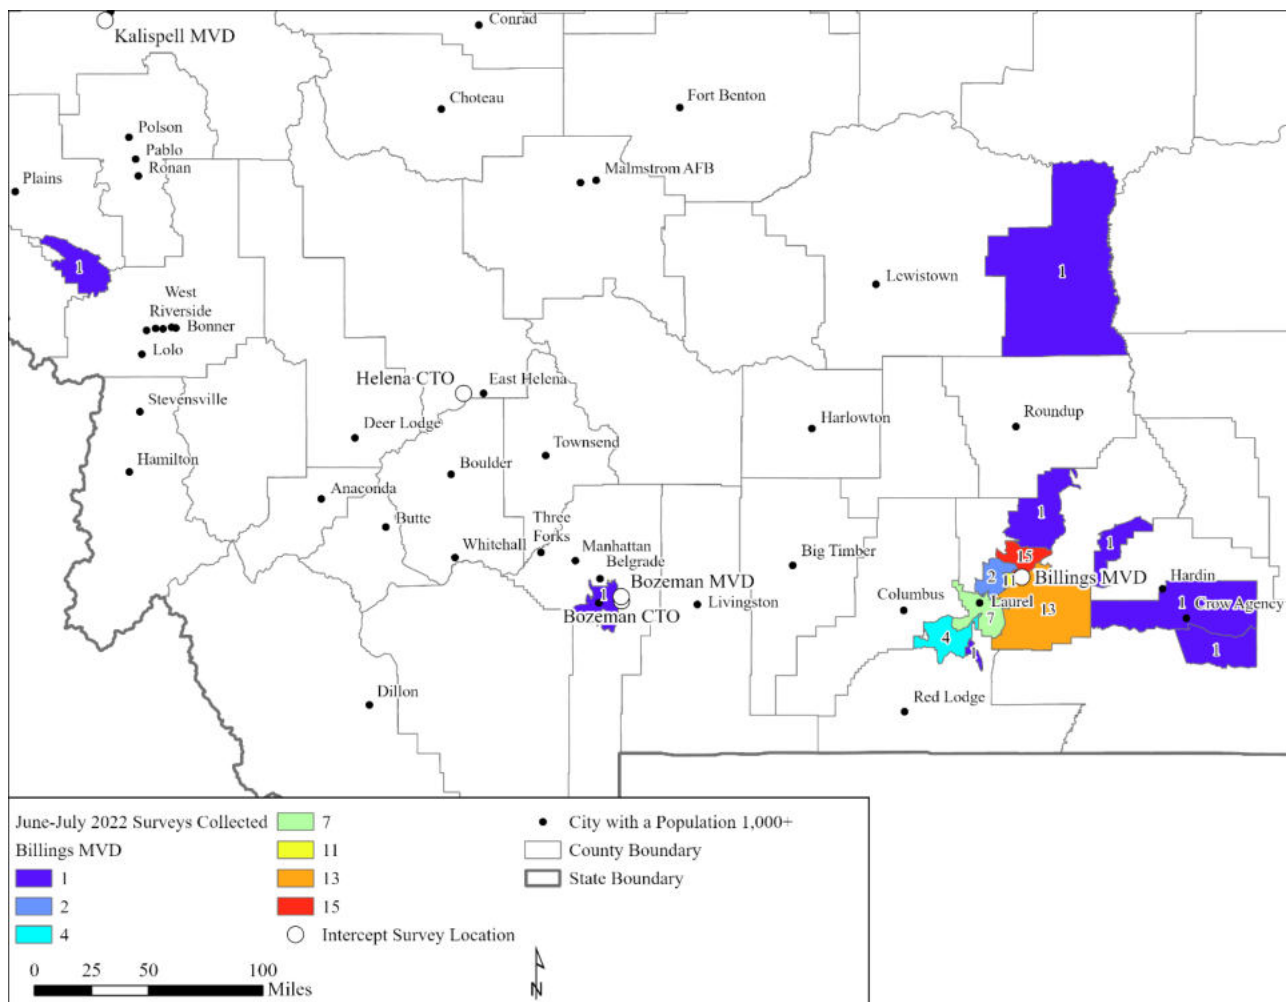 Conrad
Kalispell MVD
Choteau
Fort Benton
Polson
Pablo
Ronan
Malmstrom AFB
Plains
1
1
Lewistown
West
Riverside
Bonner
Lolo
Helena CTO
East Helena
Stevensville
Harlowton
Roundup
Deer Lodge
Townsend
Hamilton
Boulder
Anaconda
Three
Forks
1
Butte
Whitehall
Manhattan
Belgrade
Big Timber
15
1
Bozeman MVD
2
11
Billings MVD
Hardin
1
Bozeman CTO
Livingston
Columbus
Laurel
13
1
Crow Agency
7
4
1
1
Dillon
Red Lodge
June-July 2022 Surveys Collected
Billings MVD
1
2
4
7
11
13
15
Intercept Survey Location
City with a Population 1,000+
County Boundary
State Boundary
0 25 50 100
Miles
N